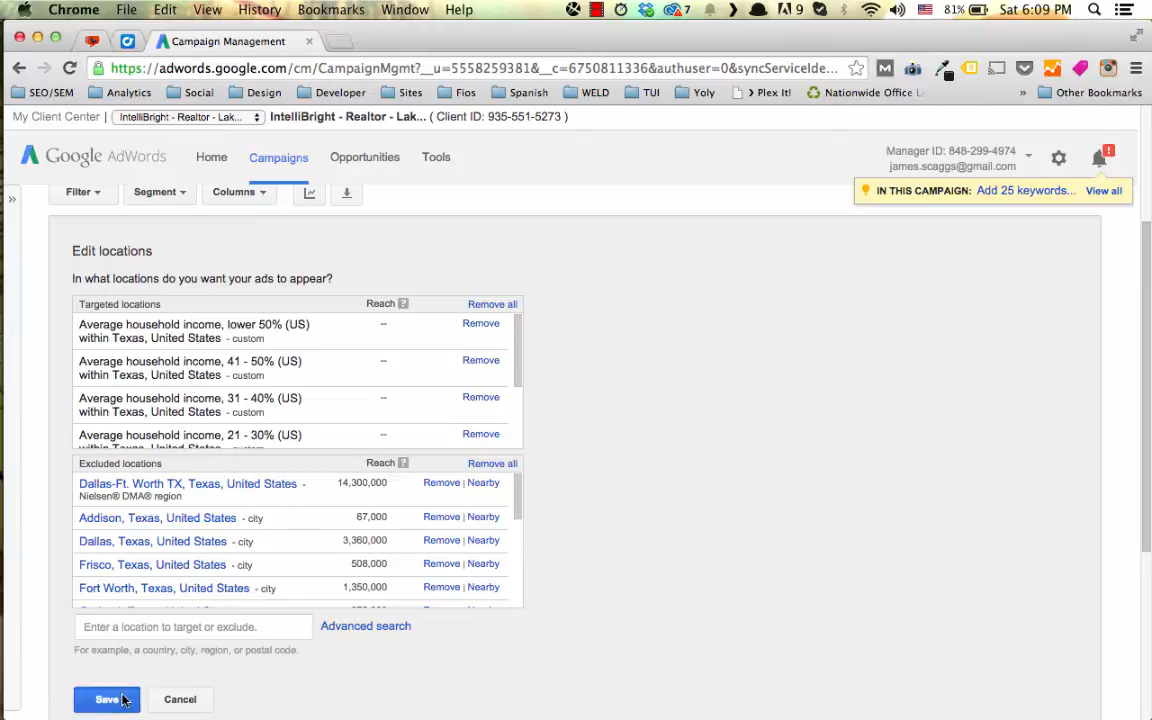 Chrome File Edit View History Bookmarks Window Help 7 9 81% Sat 6:09 PM
Campaign Management
https://adwords.google.com/cm/CampaignMgmt?__u=5558259381&__c=6750811336&authuser=0&syncServiceIde...
SEO/SEM Analytics Social Design Developer Sites Fios Spanish WELD TUI Yoly > Plex It! Nationwide Office » Other Bookmarks
My Client Center | IntelliBright - Realtor - Lak... IntelliBright - Realtor - Lak... ( Client ID: 935-551-5273 )
Google AdWords Home Campaigns Opportunities Tools
Manager ID: 848-299-4974
james.scaggs@gmail.com
!
Filter Segment Columns
IN THIS CAMPAIGN: Add 25 keywords... View all
Edit locations
In what locations do you want your ads to appear?
Targeted locations Reach ? Remove all
Average household income, lower 50% (US) -- Remove
within Texas, United States - custom
Average household income, 41 - 50% (US) -- Remove
within Texas, United States - custom
Average household income, 31 - 40% (US) -- Remove
within Texas, United States - custom
Average household income, 21 - 30% (US) -- Remove
within Texas, United States - custom
Excluded locations Reach ? Remove all
Dallas-Ft. Worth TX, Texas, United States - 14,300,000 Remove | Nearby
Nielsen® DMA® region
Addison, Texas, United States - city 67,000 Remove | Nearby
Dallas, Texas, United States - city 3,360,000 Remove | Nearby
Frisco, Texas, United States - city 508,000 Remove | Nearby
Fort Worth, Texas, United States - city 1,350,000 Remove | Nearby
Enter a location to target or exclude. Advanced search
For example, a country, city, region, or postal code.
Save Cancel